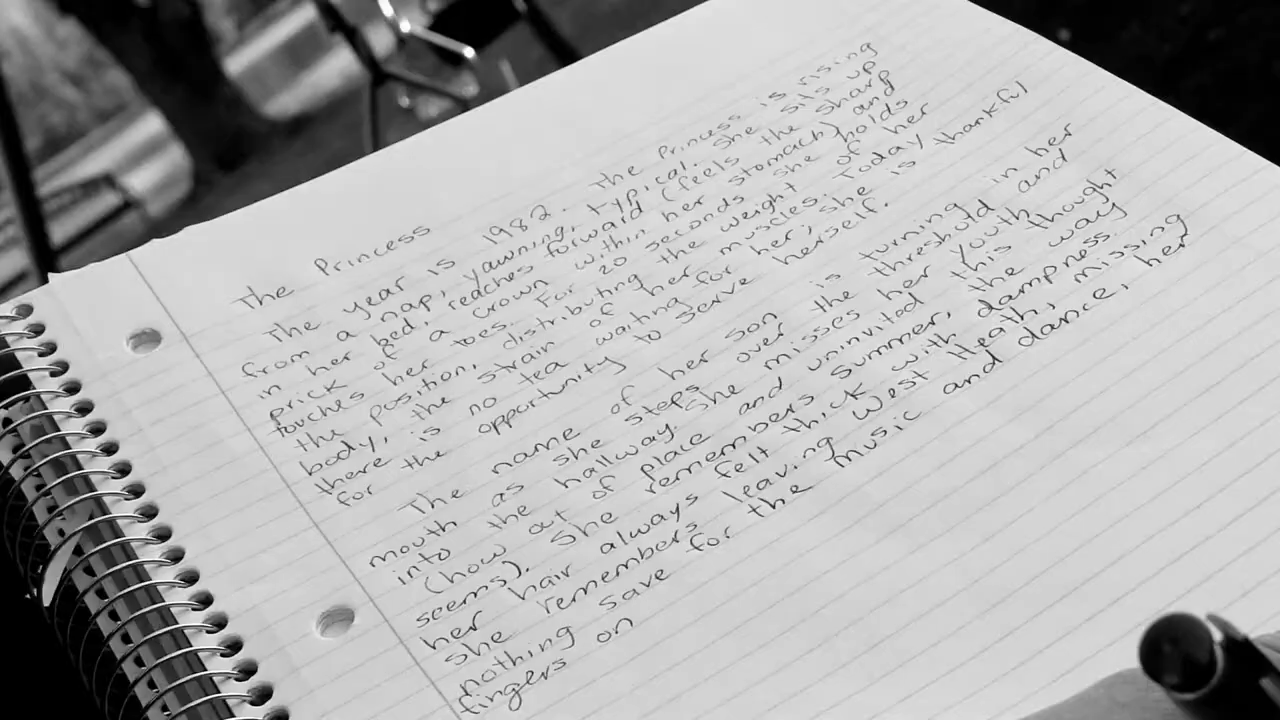 The Princess
The year is 1982. The Princess is rising
from a nap, yawning, typical. She sits up
in her bed, reaches forward (feels the sharp
prick of a crown within her stomach) and
touches her toes. For 20 seconds she holds
the position, distributing the weight of her
body, the strain of her muscles. Today
there is no tea waiting for her; she is thankful
for the opportunity to serve herself.
The name of her son is turning in her
mouth as she steps over the threshold and
into the hallway. She misses her youth
(how out of place and uninvited this thought
seems). She remembers summer, the way
her hair always felt thick with dampness.
She remembers leaving West Heath, missing
nothing save for the music and dance, her
fingers on